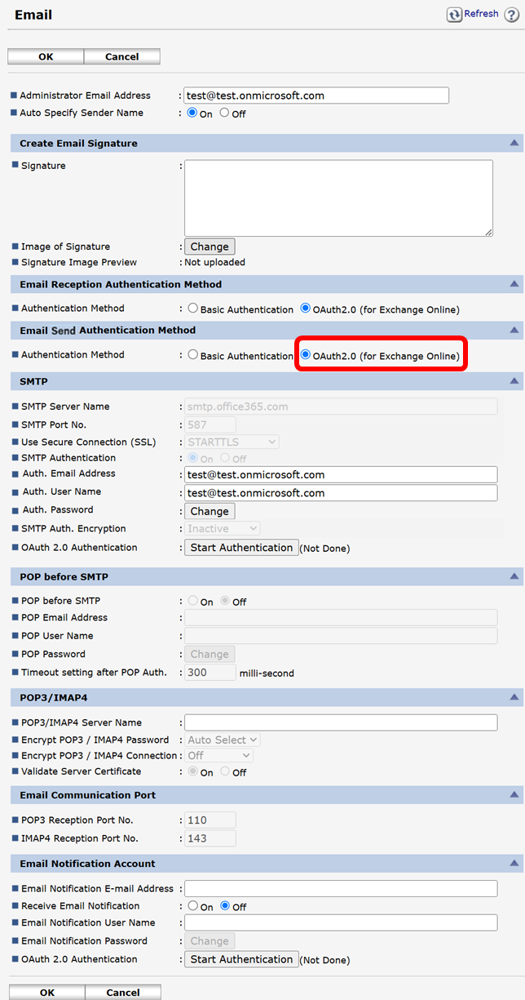 Email Refresh ?
OK Cancel
Administrator Email Address : test@test.onmicrosoft.com
Auto Specify Sender Name : On Off
Create Email Signature
Signature :
Image of Signature : Change
Signature Image Preview : Not uploaded
Email Reception Authentication Method
Authentication Method : Basic Authentication OAuth2.0 (for Exchange Online)
Email Send Authentication Method
Authentication Method : Basic Authentication OAuth2.0 (for Exchange Online)
SMTP
SMTP Server Name : smtp.office365.com
SMTP Port No. : 587
Use Secure Connection (SSL) : STARTTLS
SMTP Authentication : On Off
Auth. Email Address : test@test.onmicrosoft.com
Auth. User Name : test@test.onmicrosoft.com
Auth. Password : Change
SMTP Auth. Encryption : Inactive
OAuth 2.0 Authentication : Start Authentication (Not Done)
POP before SMTP
POP before SMTP : On Off
POP Email Address :
POP User Name :
POP Password : Change
Timeout setting after POP Auth. : 300 milli-second
POP3/IMAP4
POP3/IMAP4 Server Name :
Encrypt POP3 / IMAP4 Password : Auto Select
Encrypt POP3 / IMAP4 Connection : Off
Validate Server Certificate : On Off
Email Communication Port
POP3 Reception Port No. : 110
IMAP4 Reception Port No. : 143
Email Notification Account
Email Notification E-mail Address :
Receive Email Notification : On Off
Email Notification User Name :
Email Notification Password : Change
OAuth 2.0 Authentication : Start Authentication (Not Done)
OK Cancel